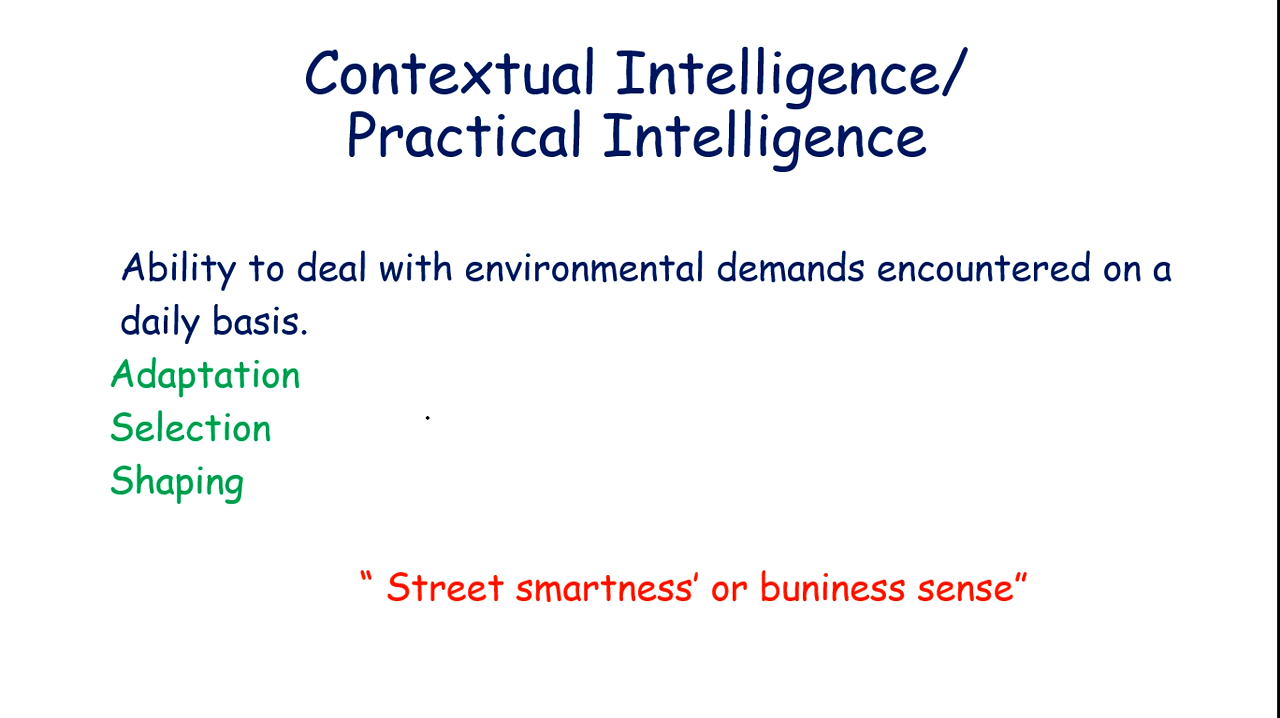 Contextual Intelligence/
Practical Intelligence
Ability to deal with environmental demands encountered on a
daily basis.
Adaptation
Selection
Shaping
“ Street smartness’ or buniness sense”